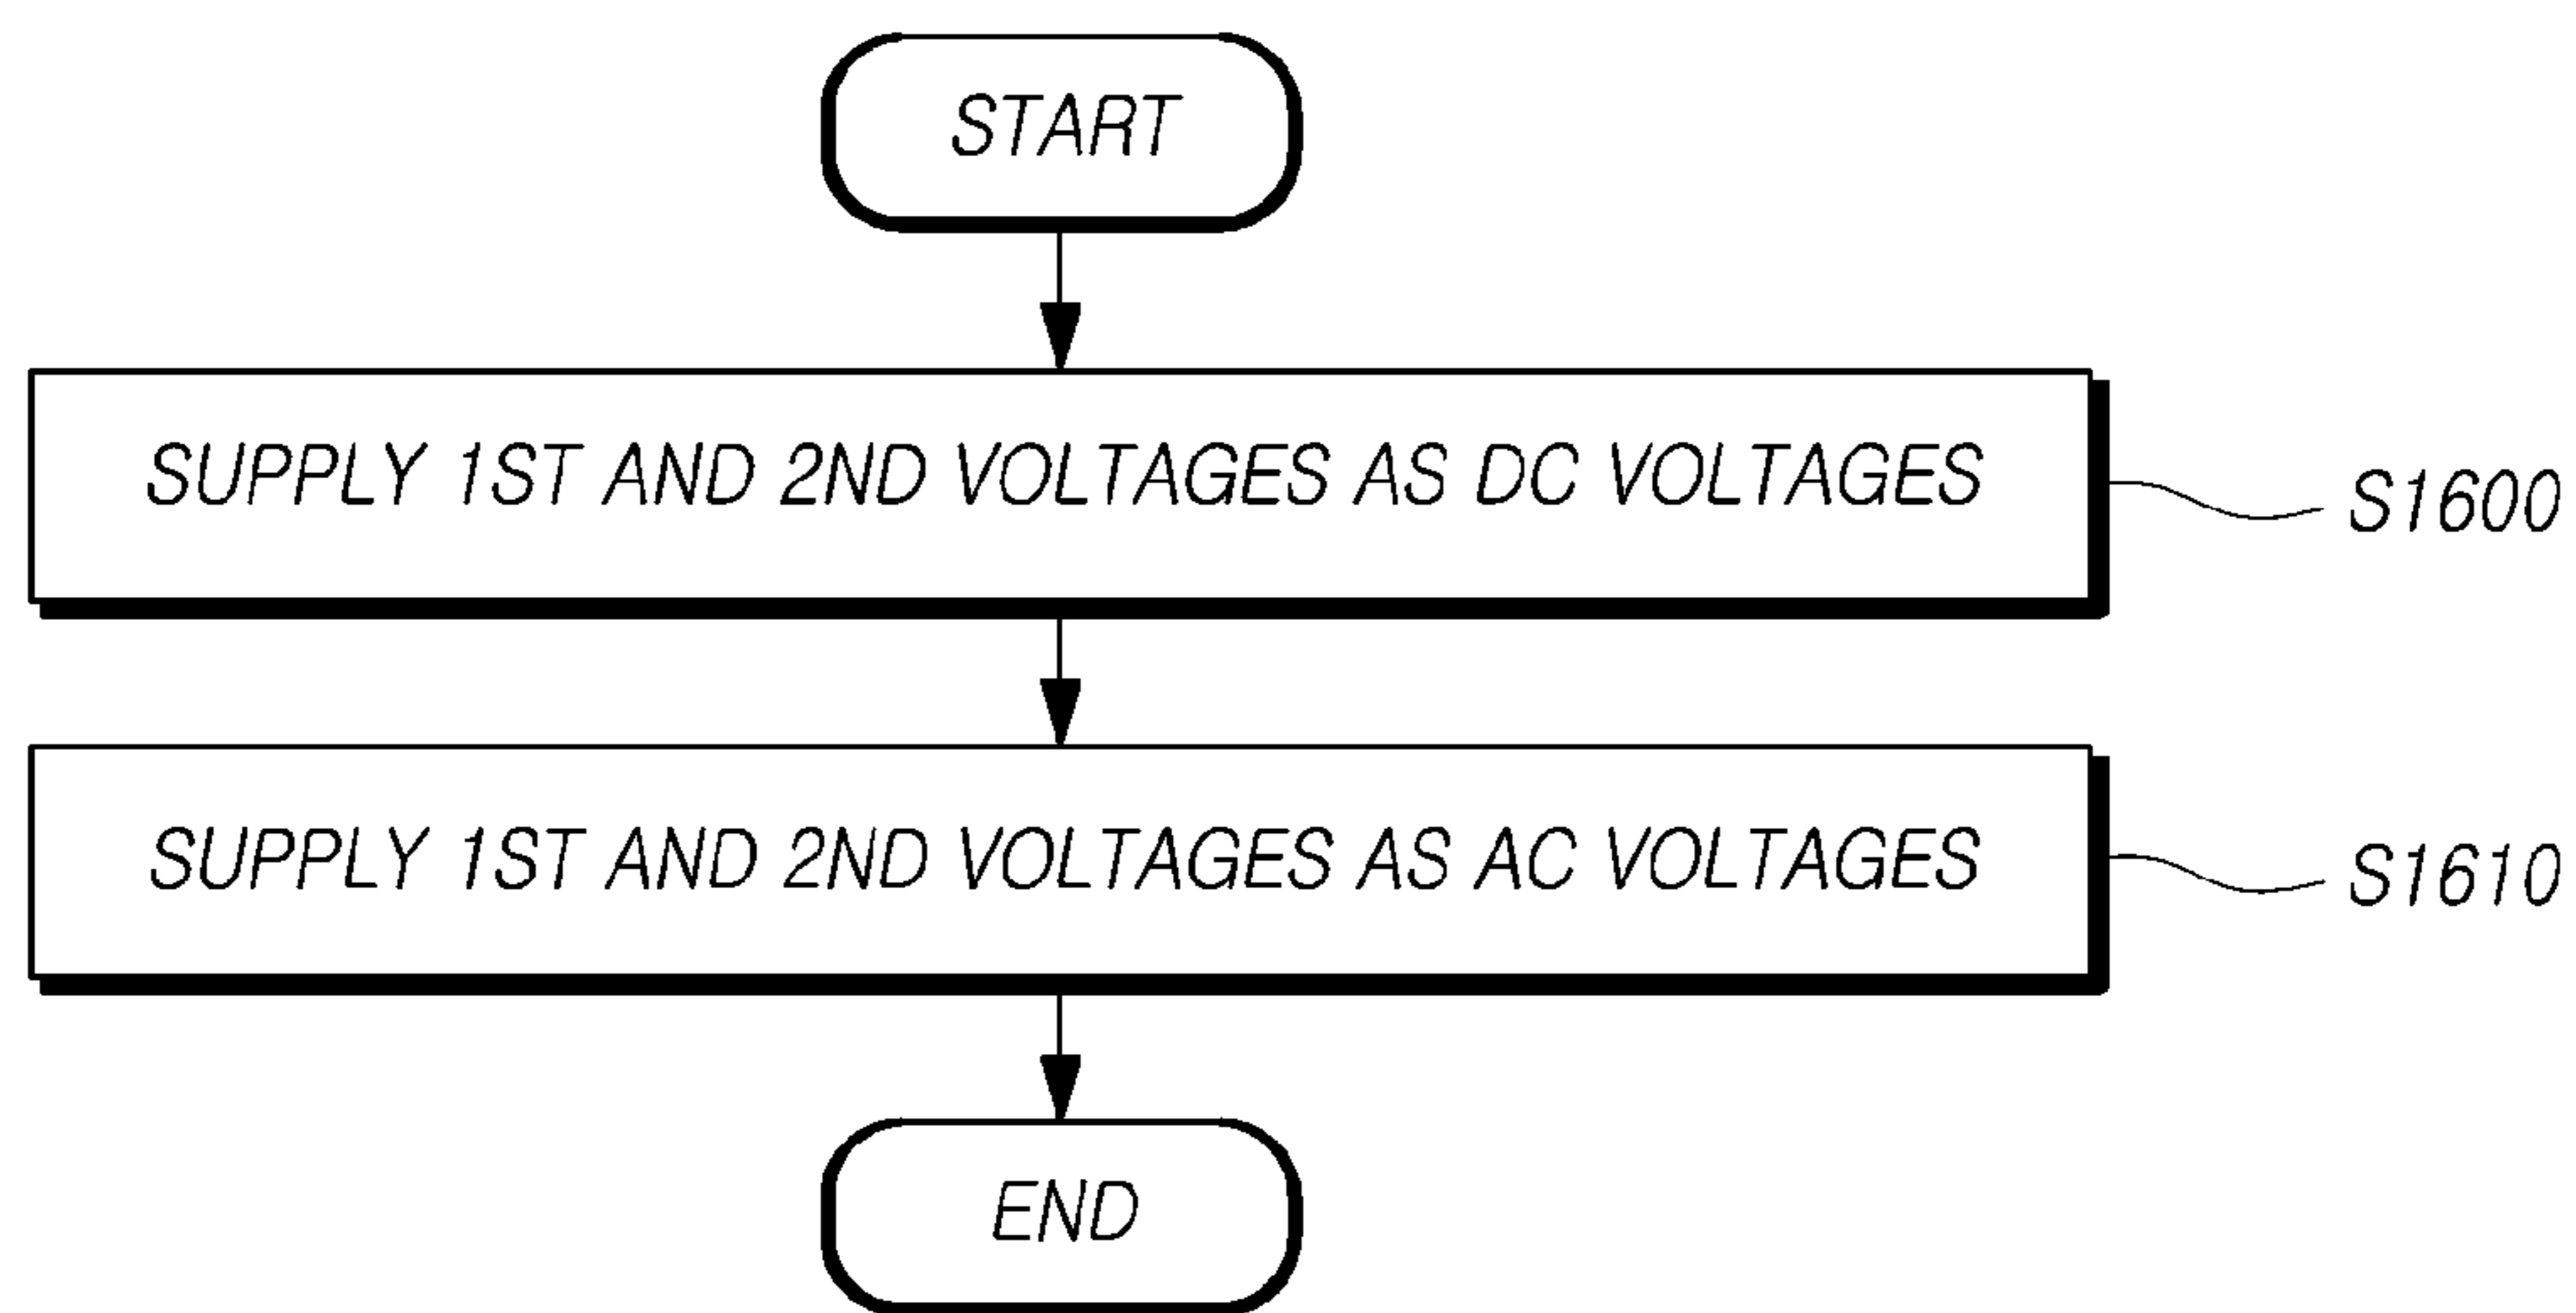 START
SUPPLY 1ST AND 2ND VOLTAGES AS DC VOLTAGES
S1600
SUPPLY 1ST AND 2ND VOLTAGES AS AC VOLTAGES
S1610
END